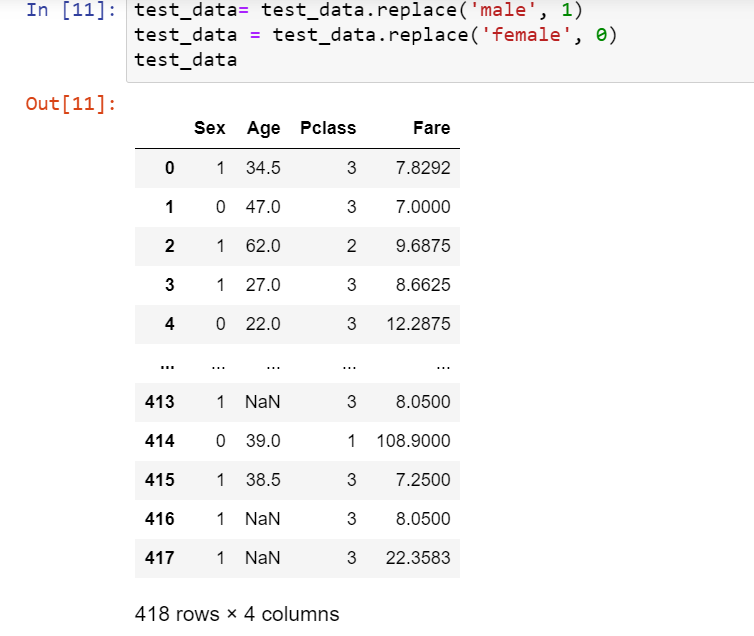 In [11]: test_data= test_data.replace('male', 1)
test_data = test_data.replace('female', 0)
test_data
Out[11]:
Sex Age Pclass Fare
0 1 34.5 3 7.8292
1 0 47.0 3 7.0000
2 1 62.0 2 9.6875
3 1 27.0 3 8.6625
4 0 22.0 3 12.2875
... ... ... ... ...
413 1 NaN 3 8.0500
414 0 39.0 1 108.9000
415 1 38.5 3 7.2500
416 1 NaN 3 8.0500
417 1 NaN 3 22.3583
418 rows × 4 columns